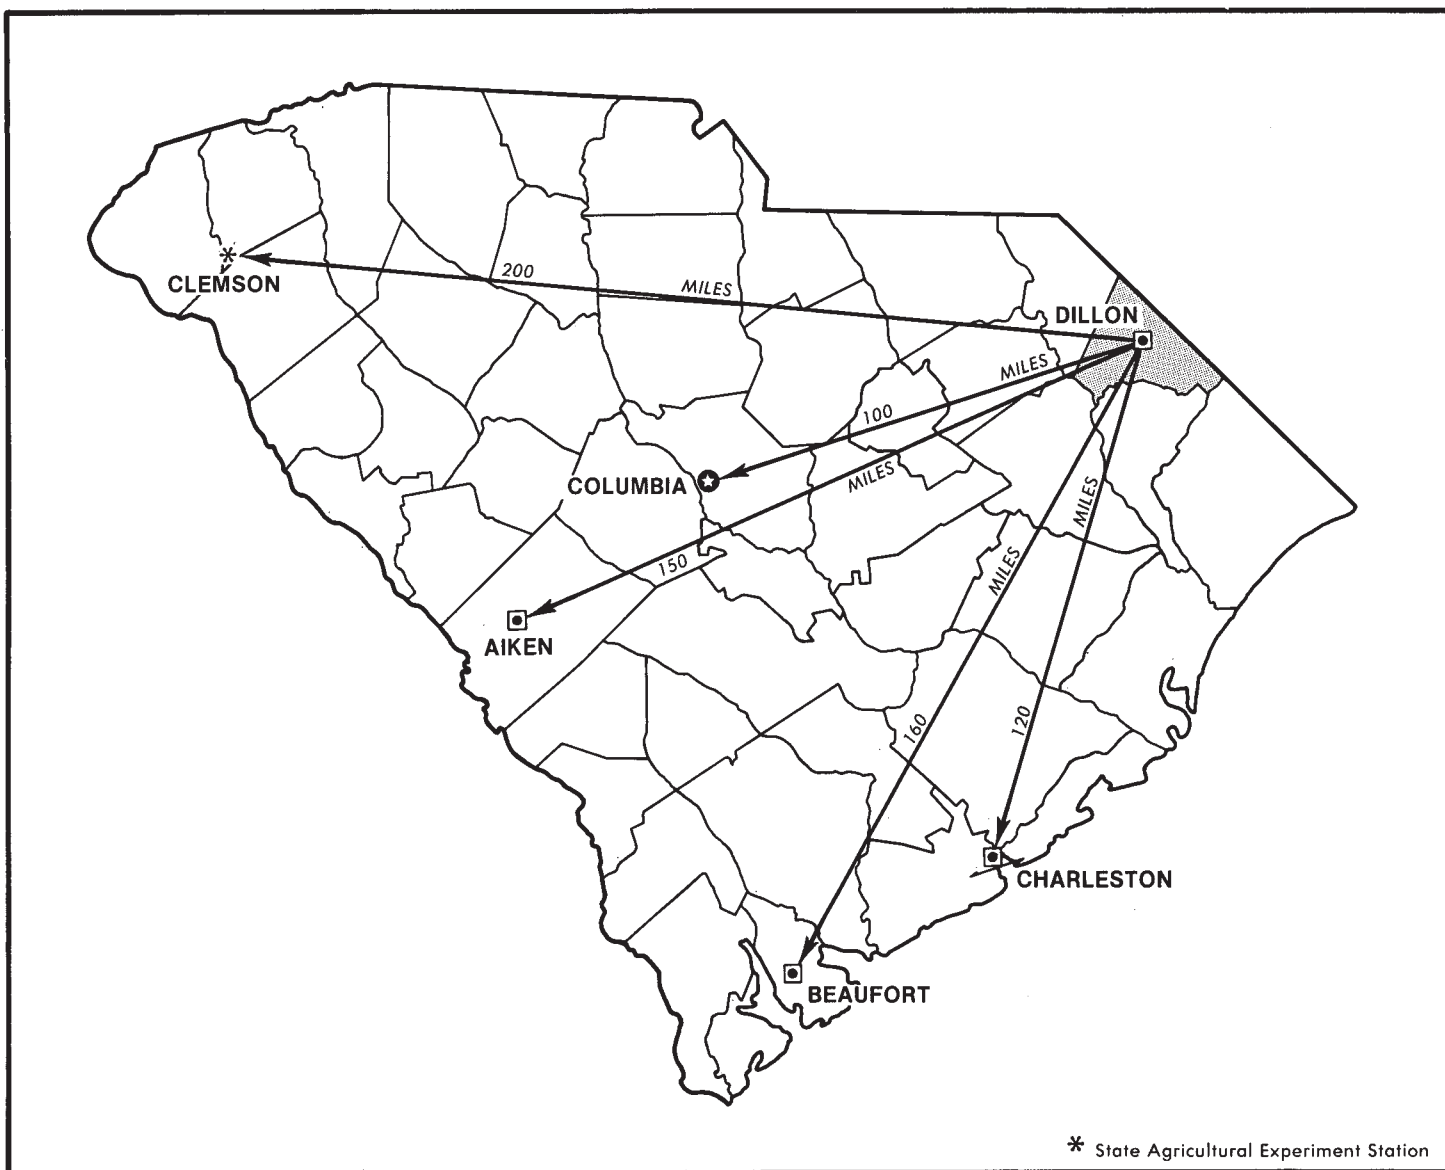 200
MILES
CLEMSON
DILLON
MILES
100
COLUMBIA
MILES
MILES
150
MILES
AIKEN
160
120
CHARLESTON
BEAUFORT
* State Agricultural Experiment Station